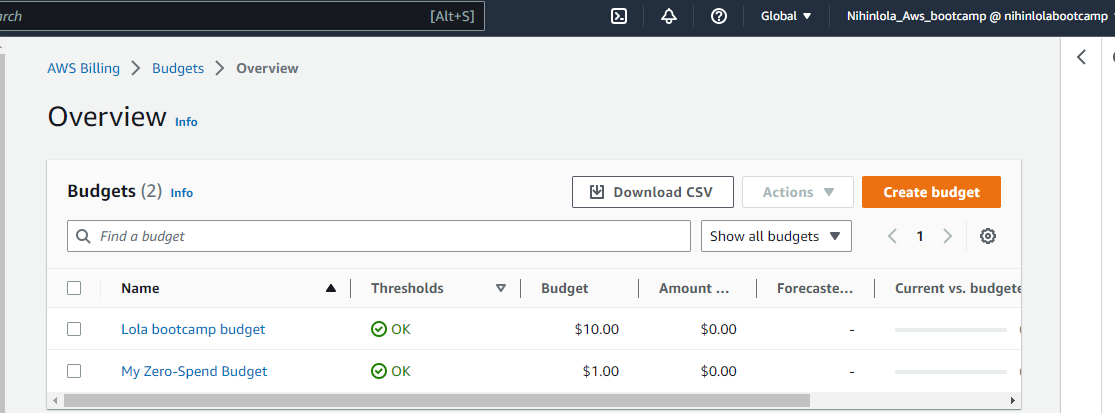 [Alt+S] Global Nihinlola_Aws_bootcamp @ nihinlolabootcamp
AWS Billing Budgets Overview
Overview Info
Budgets (2) Info Download CSV Actions Create budget
Find a budget Show all budgets 1
Name Thresholds Budget Amount ... Forecaste... Current vs.
Lola bootcamp budget OK $10.00 $0.00 -
My Zero-Spend Budget OK $1.00 $0.00 -